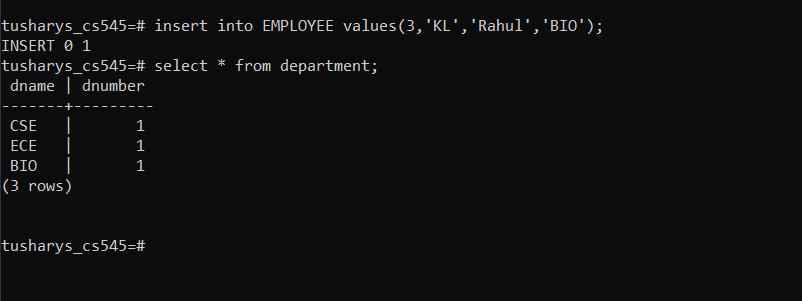 tusharys_cs545=# insert into EMPLOYEE values(3,'KL','Rahul','BIO');
INSERT 0 1
tusharys_cs545=# select * from department;
 dname | dnumber
-------+---------
 CSE   |       1
 ECE   |       1
 BIO   |       1
(3 rows)
tusharys_cs545=#